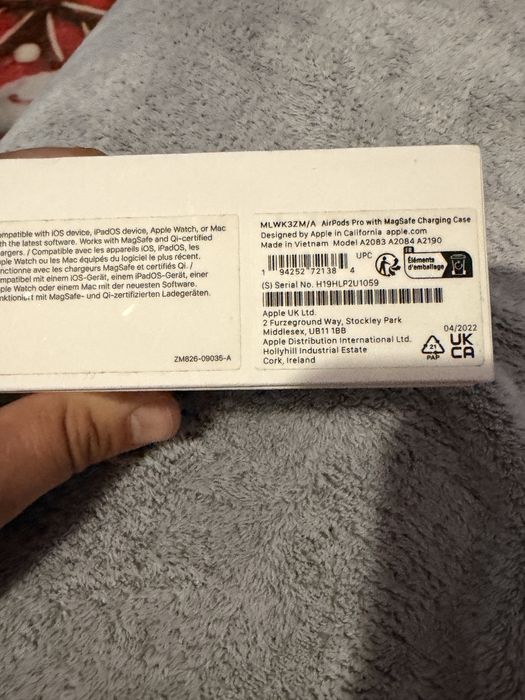 ompatible with iOS device, iPadOS device, Apple Watch, or Mac
th the latest software. Works with MagSafe and Qi-certified
argers. / Compatible avec les appareils iOS, iPadOS, les
pple Watch ou les Mac équipés du logiciel le plus récent.
nctionne avec les chargeurs MagSafe et certifiés Qi. /
mpatibel mit einem iOS-Gerät, einem iPadOS-Gerät, einer
ple Watch oder einem Mac mit der neuesten Software.
nktioniert mit MagSafe- und Qi-zertifizierten Ladegeräten.
ZM826-09036-A
MLWK3ZM/A AirPods Pro with MagSafe Charging Case
Designed by Apple in California apple.com
Made in Vietnam Model A2083 A2084 A2190
UPC
1 94252 72138 4
FR
Éléments
d'emballage
(S) Serial No. H19HLP2U1059
Apple UK Ltd.
2 Furzeground Way, Stockley Park
Middlesex, UB11 1BB
Apple Distribution International Ltd.
Hollyhill Industrial Estate
Cork, Ireland
04/2022
21
PAP
UK
CA